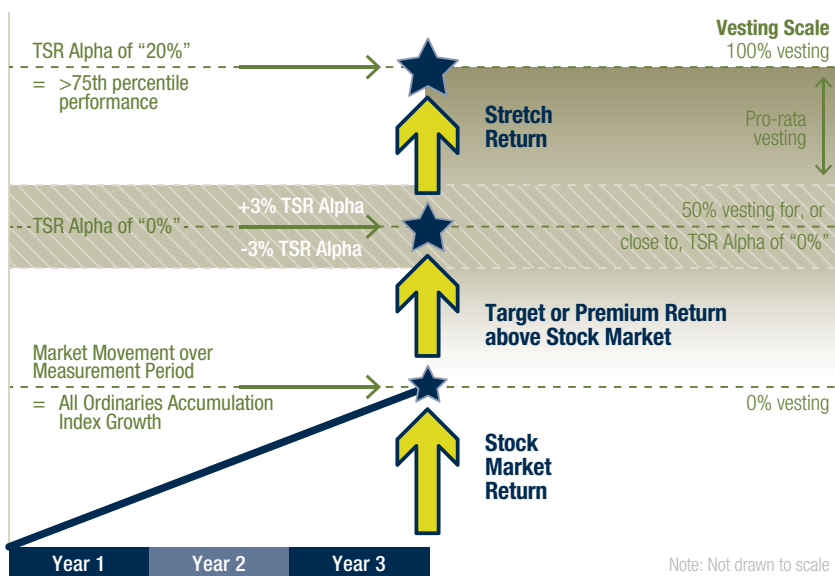 Vesting Scale
TSR Alpha of “20%”
100% vesting
= >75th percentile
performance
Stretch
Return
Pro-rata
vesting
+3% TSR Alpha
TSR Alpha of “0%”
-3% TSR Alpha
50% vesting for, or
close to, TSR Alpha of “0%”
Target or Premium Return
above Stock Market
Market Movement over
Measurement Period
= All Ordinaries Accumulation
Index Growth
0% vesting
Stock
Market
Return
Year 1
Year 2
Year 3
Note: Not drawn to scale